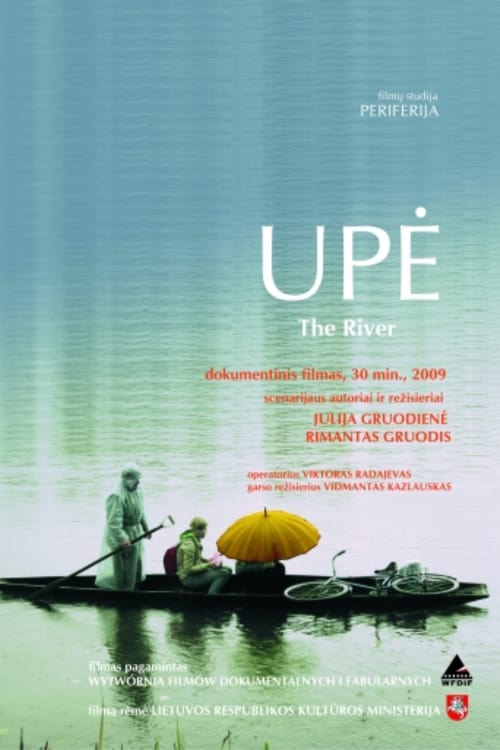 filmų studija
PERIFERIJA
UPĖ
The River
dokumentinis filmas, 30 min., 2009
scenarijaus autoriai ir režisieriai
JULIJA GRUODIENĖ
RIMANTAS GRUODIS
operatorius VIKTORAS RADAJEVAS
garso režisierius VIDMANTAS KAZLAUSKAS
filmas pagamintas
WYTWÓRNIA FILMÓW DOKUMENTALNYCH I FABULARNYCH
WFDiF
filmą rėmė LIETUVOS RESPUBLIKOS KULTŪROS MINISTERIJA